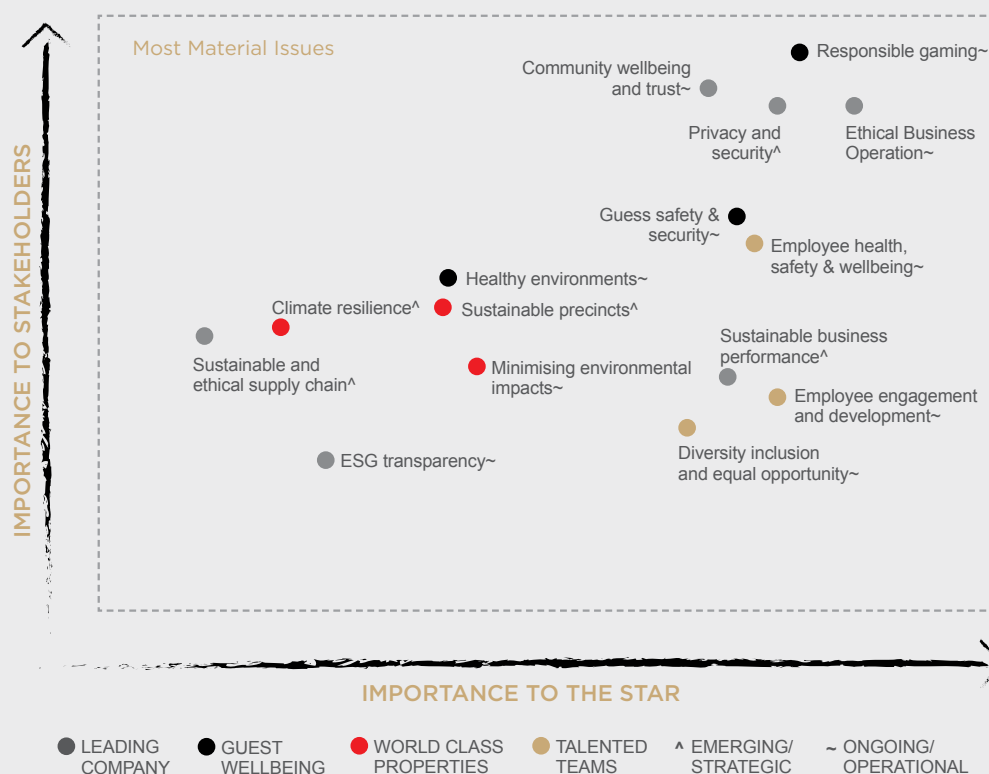 Most Material Issues
Responsible gaming~
Community wellbeing
and trust~
Privacy and
security^
Ethical Business
Operation~
Guess safety &
security~
Employee health,
safety & wellbeing~
Healthy environments~
Climate resilience^
Sustainable precincts^
Sustainable and
ethical supply chain^
Minimising environmental
impacts~
Sustainable business
performance^
Employee engagement
and development~
Diversity inclusion
and equal opportunity~
ESG transparency~
IMPORTANCE TO STAKEHOLDERS
IMPORTANCE TO THE STAR
LEADING
COMPANY
GUEST
WELLBEING
WORLD CLASS
PROPERTIES
TALENTED
TEAMS
^ EMERGING/
STRATEGIC
~ ONGOING/
OPERATIONAL